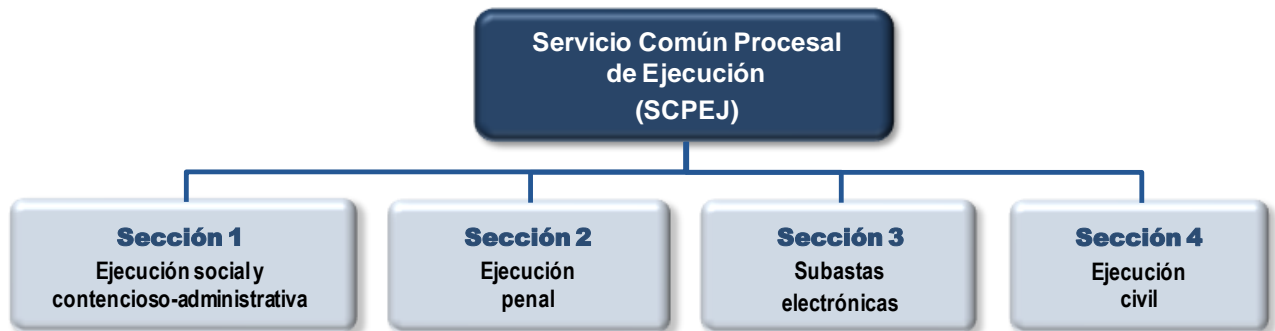 Servicio Común Procesal
de Ejecución
(SCPEJ)
Sección 1
Ejecución social y
contencioso-administrativa
Sección 2
Ejecución
penal
Sección 3
Subastas
electrónicas
Sección 4
Ejecución
civil